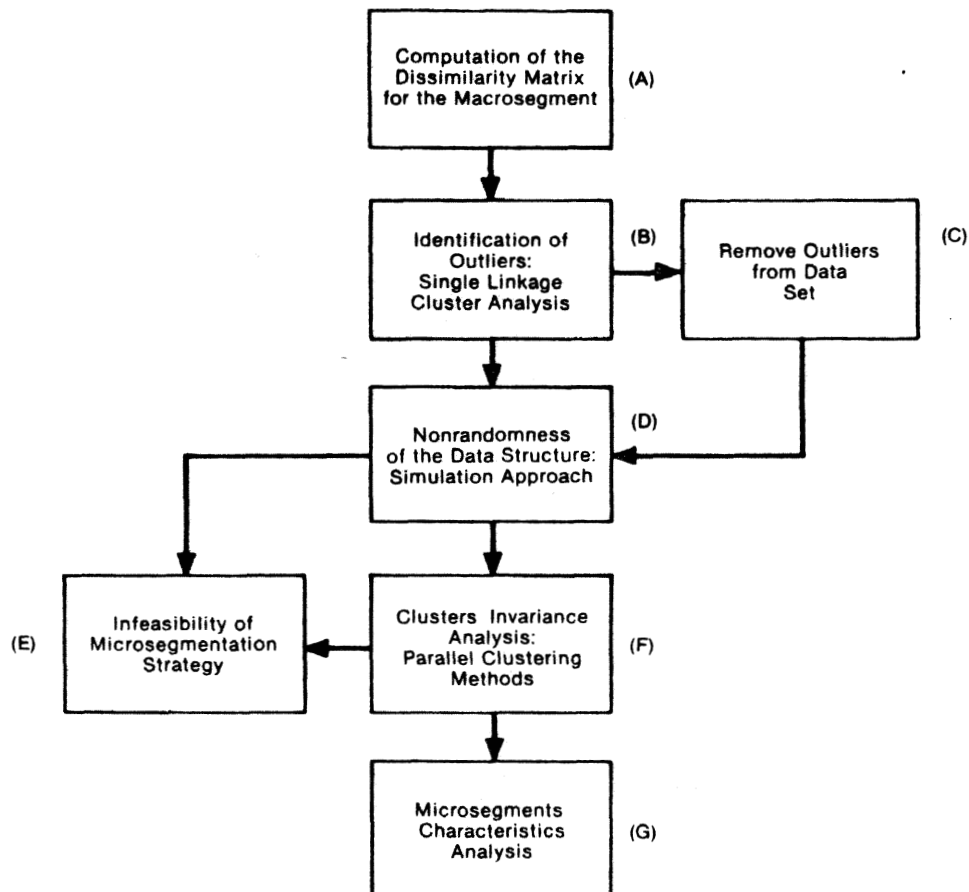 Computation of the
Dissimilarity Matrix
for the Macrosegment
(A)
Identification of
Outliers:
Single Linkage
Cluster Analysis
(B)
Remove Outliers
from Data
Set
(C)
Nonrandomness
of the Data Structure:
Simulation Approach
(D)
Infeasibility of
Microsegmentation
Strategy
(E)
Clusters Invariance
Analysis:
Parallel Clustering
Methods
(F)
Microsegments
Characteristics
Analysis
(G)